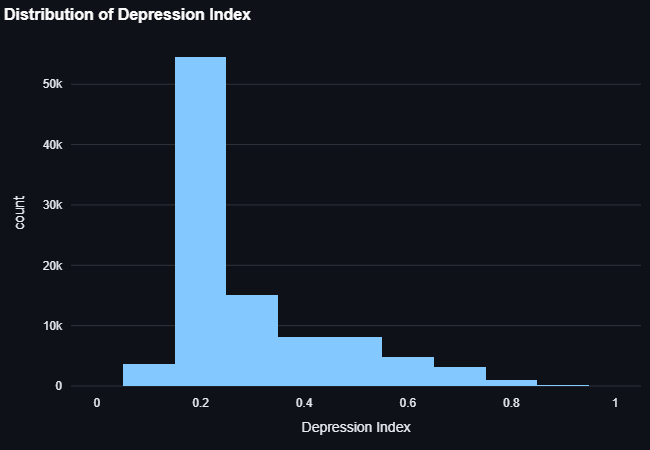 Distribution of Depression Index
50k
40k
30k
20k
10k
0
count
0 0.2 0.4 0.6 0.8 1
Depression Index